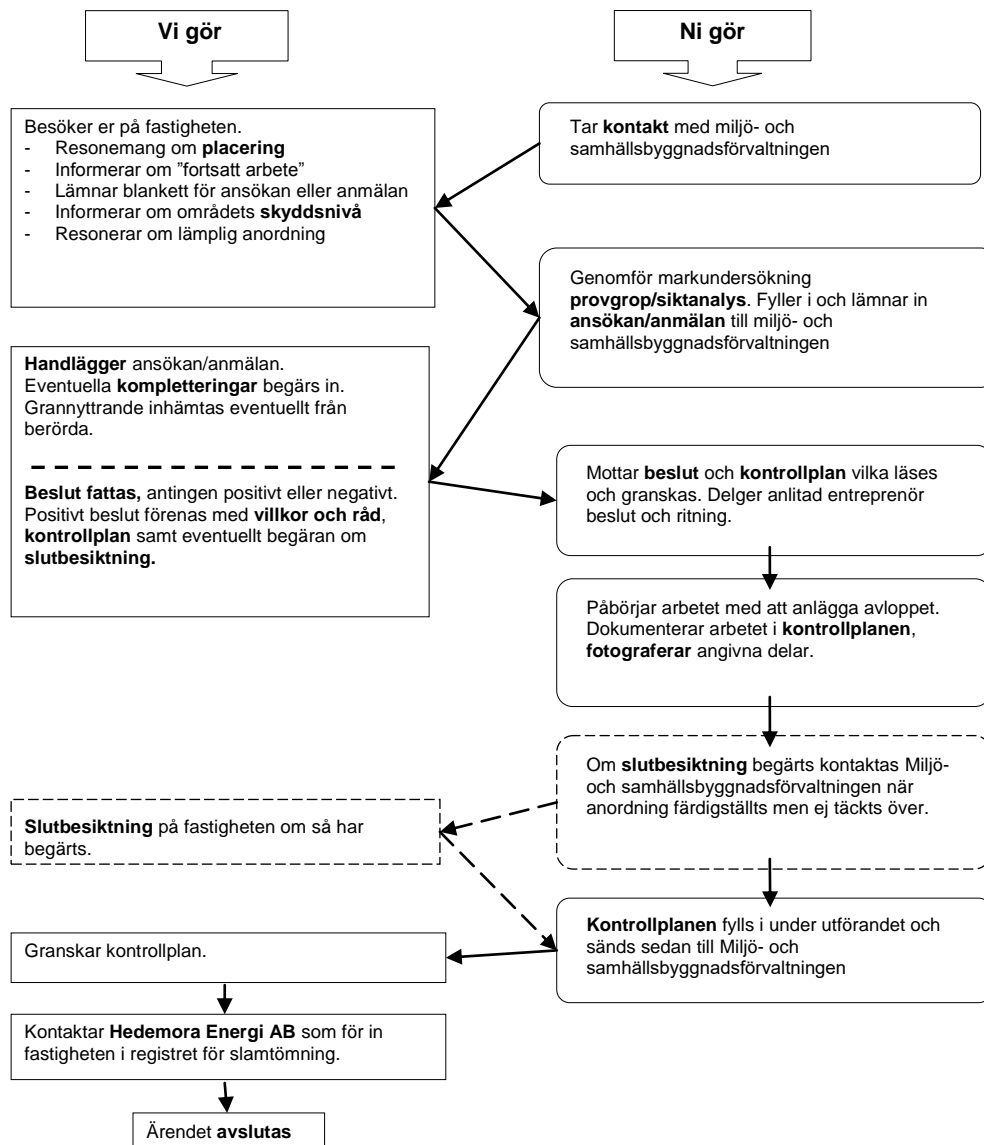 Vi gör
Ni gör
Besöker er på fastigheten.
- Resonemang om placering
- Informerar om ”fortsatt arbete”
- Lämnar blankett för ansökan eller anmälan
- Informerar om områdets skyddsnivå
- Resonerar om lämplig anordning
Tar kontakt med miljö- och
samhällsbyggnadsförvaltningen
Genomför markundersökning
provgrop/siktanalys. Fyller i och lämnar in
ansökan/anmälan till miljö- och
samhällsbyggnadsförvaltningen
Handlägger ansökan/anmälan.
Eventuella kompletteringar begärs in.
Grannyttrande inhämtas eventuellt från
berörda.
Beslut fattas, antingen positivt eller negativt.
Positivt beslut förenas med villkor och råd,
kontrollplan samt eventuellt begäran om
slutbesiktning.
Mottar beslut och kontrollplan vilka läses
och granskas. Delger anlitad entreprenör
beslut och ritning.
Påbörjar arbetet med att anlägga avloppet.
Dokumenterar arbetet i kontrollplanen,
fotograferar angivna delar.
Om slutbesiktning begärts kontaktas Miljö-
och samhällsbyggnadsförvaltningen när
anordning färdigställts men ej täckts över.
Slutbesiktning på fastigheten om så har
begärts.
Kontrollplanen fylls i under utförandet och
sänds sedan till Miljö- och
samhällsbyggnadsförvaltningen
Granskar kontrollplan.
Kontaktar Hedemora Energi AB som för in
fastigheten i registret för slamtömning.
Ärendet avslutas